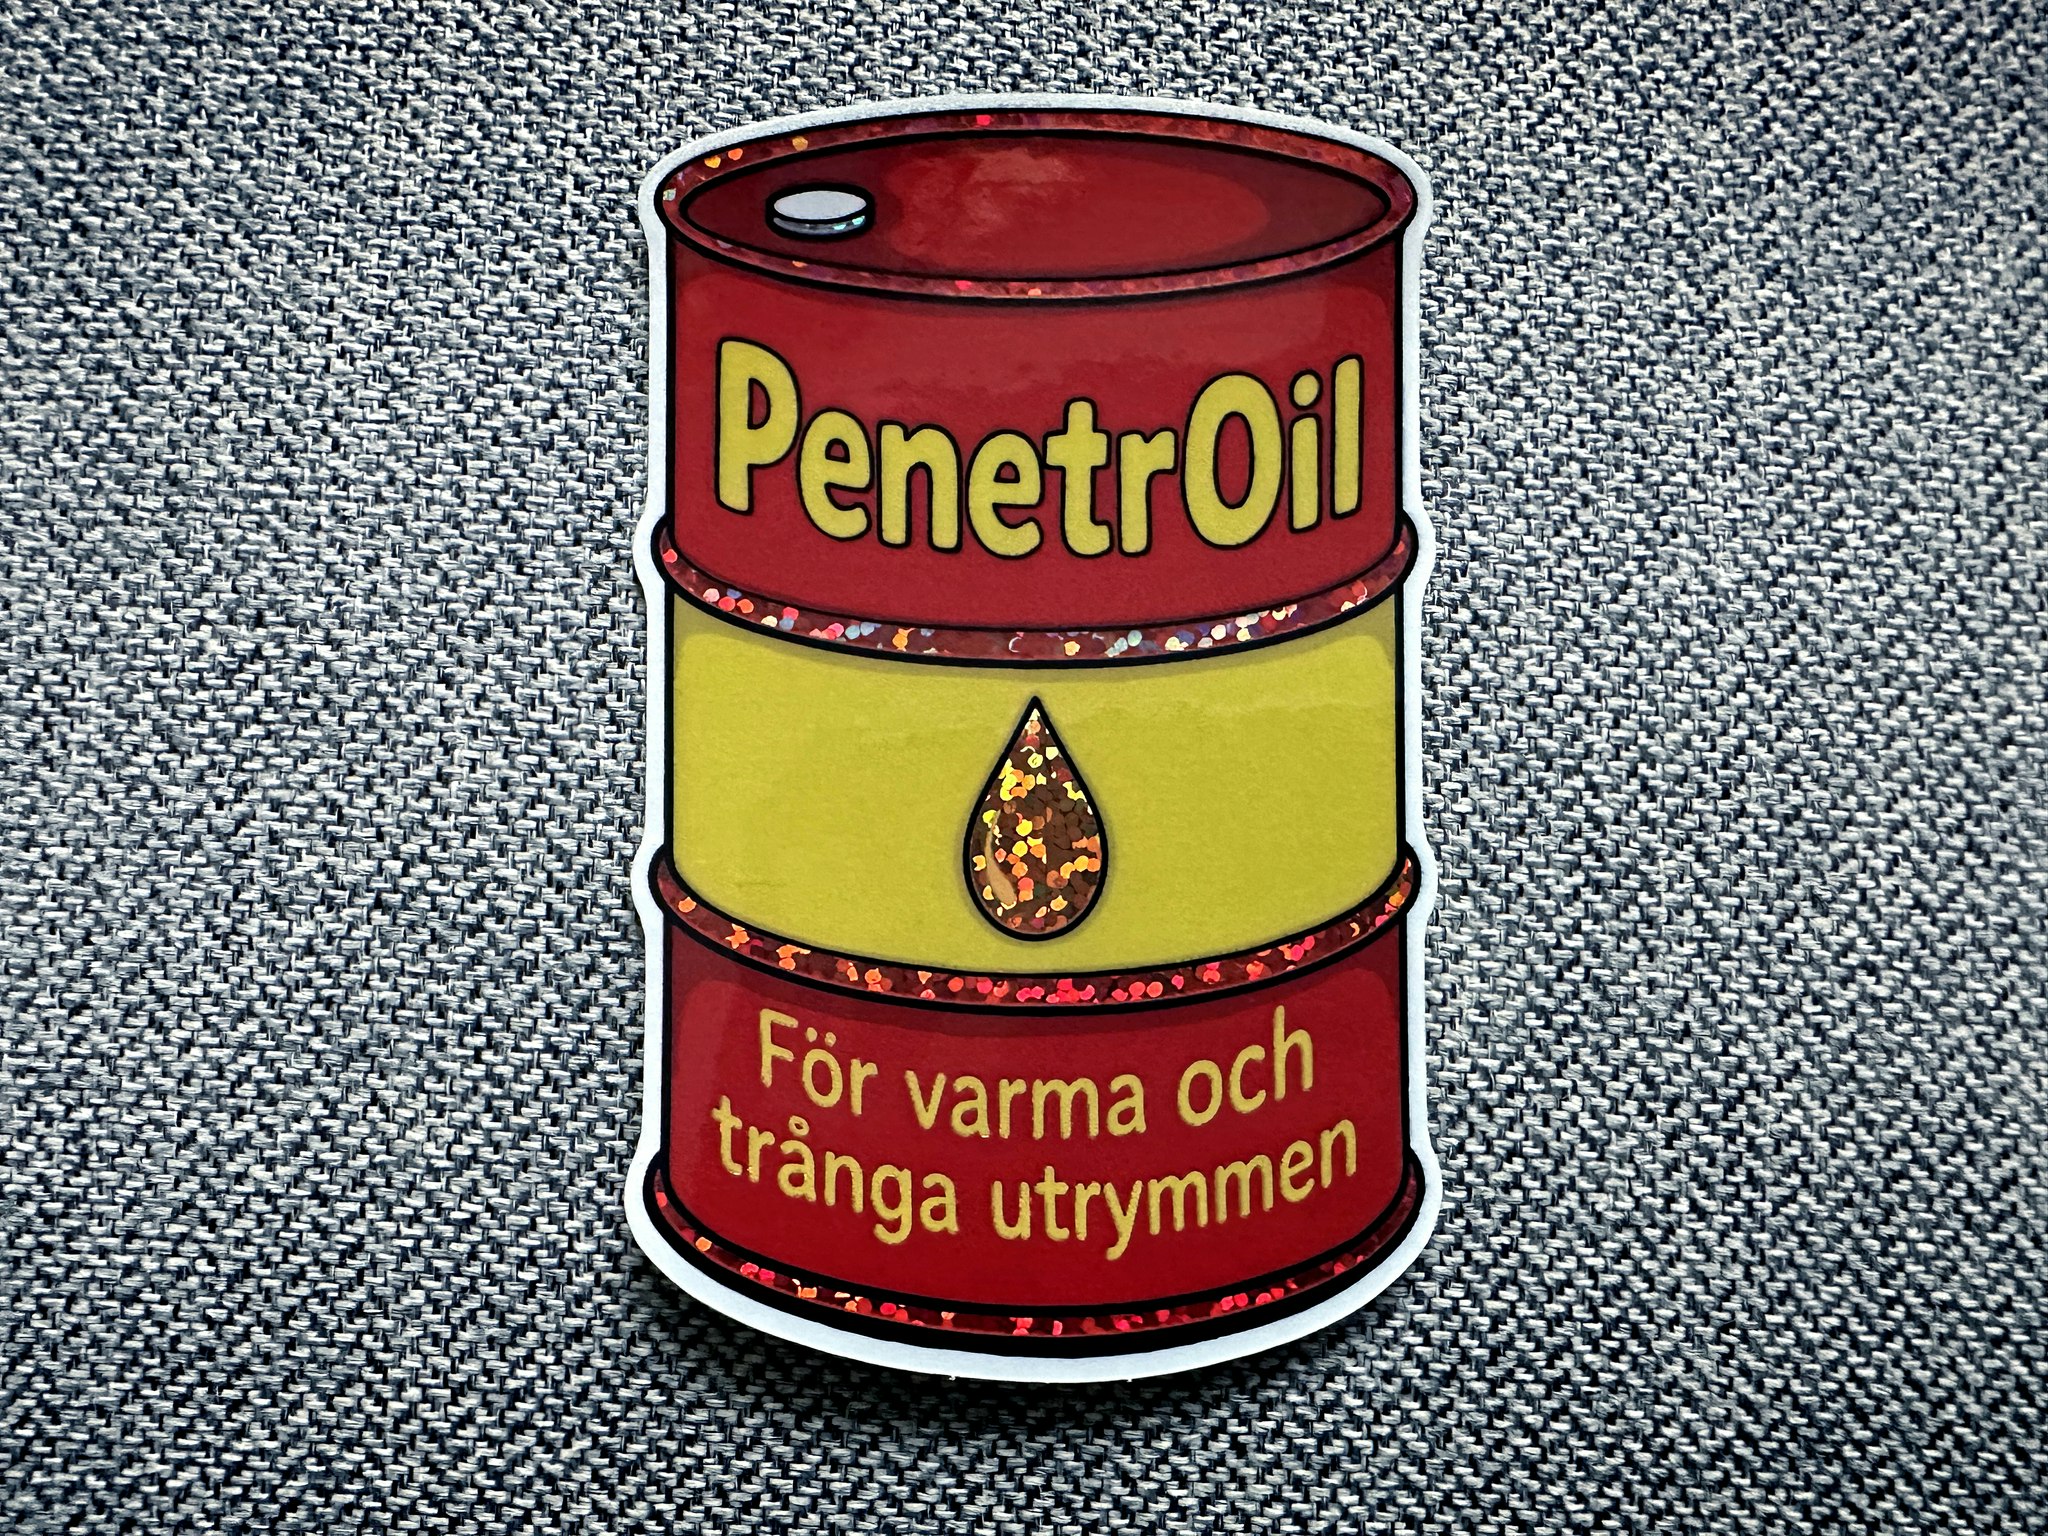 PenetrOil
För varma och
trånga utrymmen